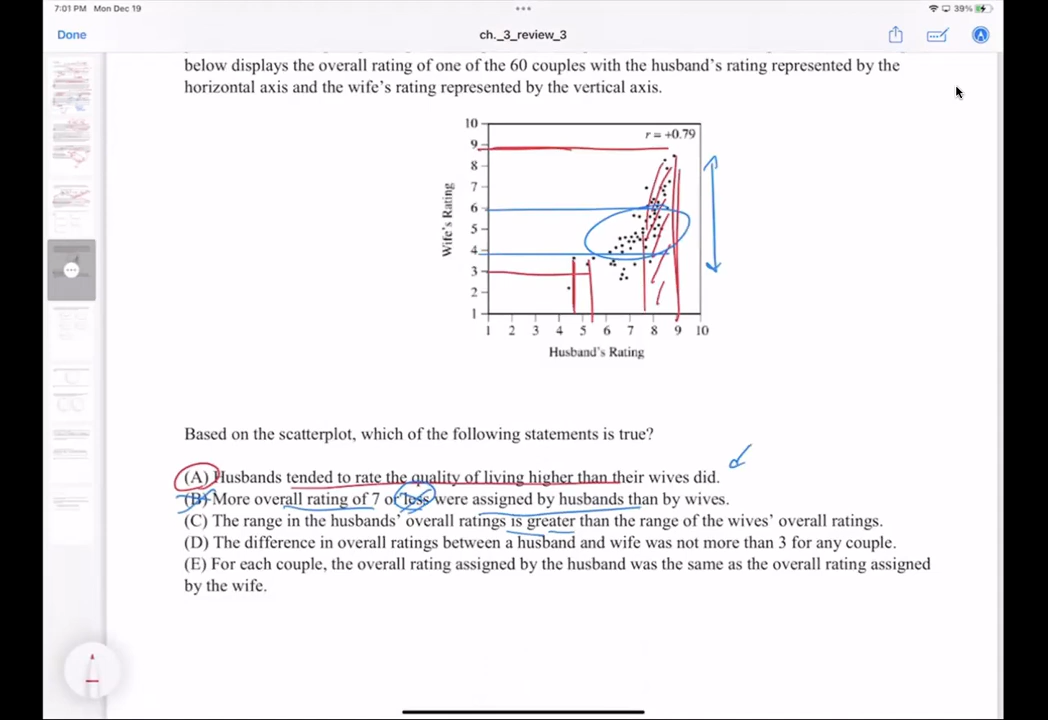 7:01 PM Mon Dec 19
39%
Done
ch._3_review_3
below displays the overall rating of one of the 60 couples with the husband's rating represented by the
horizontal axis and the wife's rating represented by the vertical axis.
r = +0.79
10
9
8
7
6
5
4
3
2
1
Wife's Rating
1 2 3 4 5 6 7 8 9 10
Husband's Rating
Based on the scatterplot, which of the following statements is true?
(A) Husbands tended to rate the quality of living higher than their wives did.
(B) More overall rating of 7 or less were assigned by husbands than by wives.
(C) The range in the husbands' overall ratings is greater than the range of the wives' overall ratings.
(D) The difference in overall ratings between a husband and wife was not more than 3 for any couple.
(E) For each couple, the overall rating assigned by the husband was the same as the overall rating assigned
by the wife.